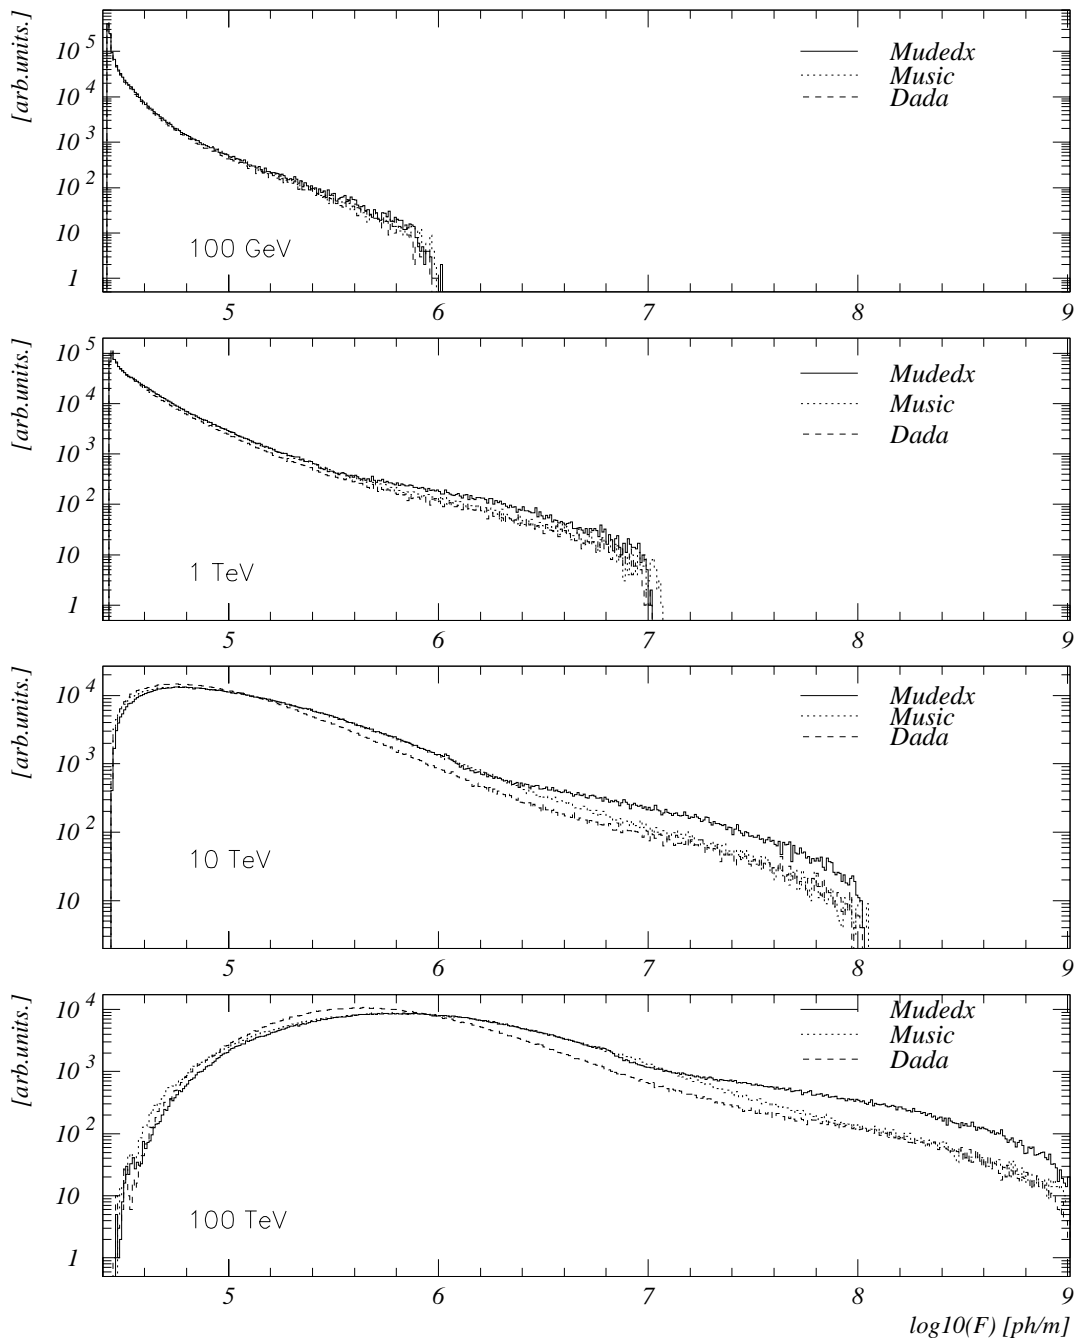 [arb.units.]
10^5
10^4
10^3
10^2
10
1
Mudedx
Music
Dada
100 GeV
5 6 7 8 9
[arb.units.]
10^5
10^4
10^3
10^2
10
1
Mudedx
Music
Dada
1 TeV
5 6 7 8 9
[arb.units.]
10^4
10^3
10^2
10
Mudedx
Music
Dada
10 TeV
5 6 7 8 9
[arb.units.]
10^4
10^3
10^2
10
1
Mudedx
Music
Dada
100 TeV
5 6 7 8 9
log10(F) [ph/m]